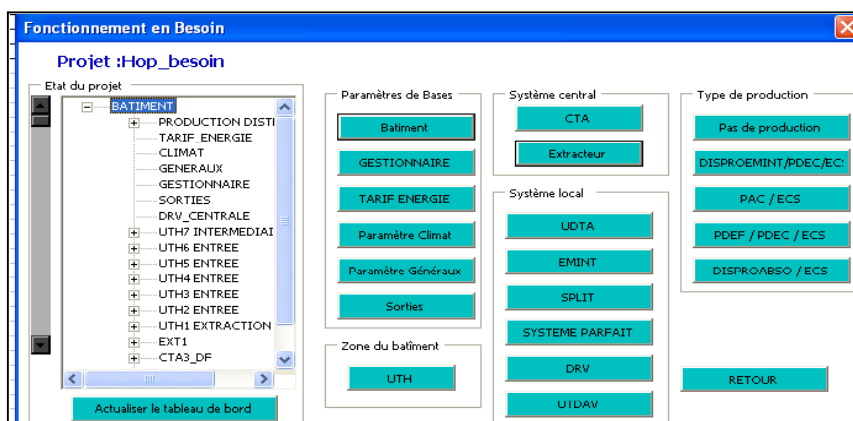 Fonctionnement en Besoin
Projet :Hop_besoin
Etat du projet
BATIMENT
PRODUCTION DISTI
TARIF_ENERGIE
CLIMAT
GENERAUX
GESTIONNAIRE
SORTIES
DRV_CENTRALE
UTH7 INTERMEDIAI
UTH6 ENTREE
UTH5 ENTREE
UTH4 ENTREE
UTH3 ENTREE
UTH2 ENTREE
UTH1 EXTRACTION
EXT1
CTA3_DF
Actualiser le tableau de bord
Paramètres de Bases
Batiment
GESTIONNAIRE
TARIF ENERGIE
Paramètre Climat
Paramètre Généraux
Sorties
Zone du batîment
UTH
Système central
CTA
Extracteur
Système local
UDTA
EMINT
SPLIT
SYSTEME PARFAIT
DRV
UTDAV
Type de production
Pas de production
DISPROEMINT/PDEC/EC:
PAC / ECS
PDEF / PDEC / ECS
DISPROABSO / ECS
RETOUR